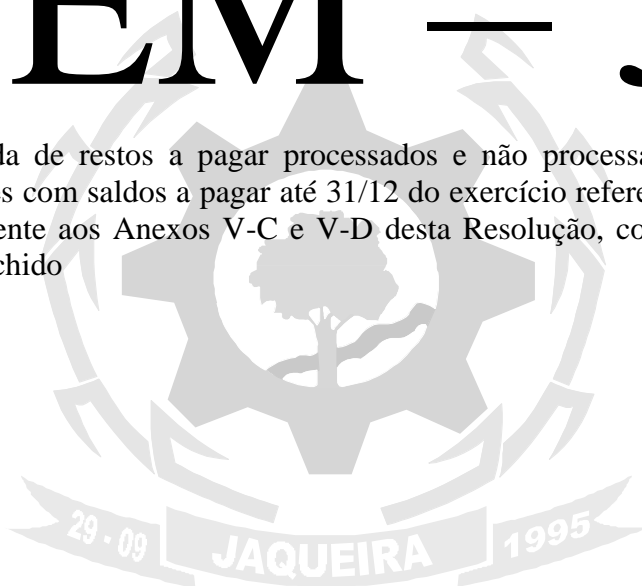 EM –
da de restos a pagar processados e não processa
s com saldos a pagar até 31/12 do exercício refere
ente aos Anexos V-C e V-D desta Resolução, co
chido
29 - 09
JAQUEIRA
1995